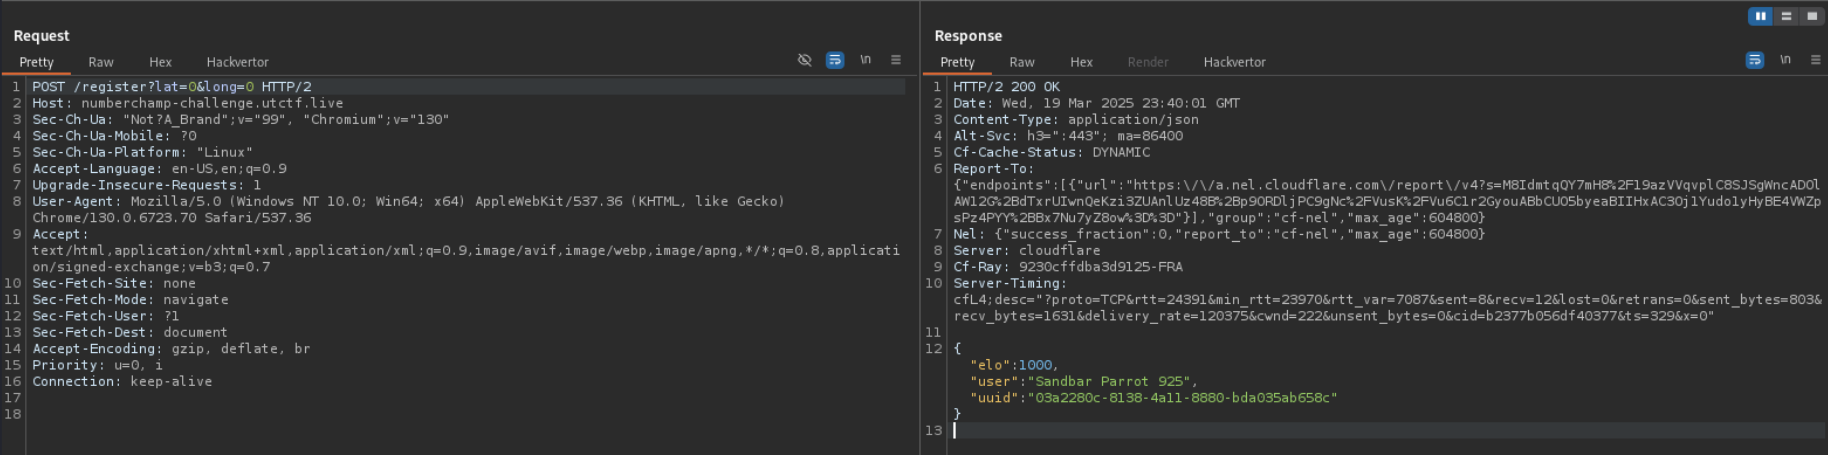 Request
Pretty Raw Hex Hackvertor \n
1 POST /register?lat=0&long=0 HTTP/2
2 Host: numberchamp-challenge.utctf.live
3 Sec-Ch-Ua: "Not?A_Brand";v="99", "Chromium";v="130"
4 Sec-Ch-Ua-Mobile: ?0
5 Sec-Ch-Ua-Platform: "Linux"
6 Accept-Language: en-US,en;q=0.9
7 Upgrade-Insecure-Requests: 1
8 User-Agent: Mozilla/5.0 (Windows NT 10.0; Win64; x64) AppleWebKit/537.36 (KHTML, like Gecko)
Chrome/130.0.6723.70 Safari/537.36
9 Accept:
text/html,application/xhtml+xml,application/xml;q=0.9,image/avif,image/webp,image/apng,*/*;q=0.8,applicati
on/signed-exchange;v=b3;q=0.7
10 Sec-Fetch-Site: none
11 Sec-Fetch-Mode: navigate
12 Sec-Fetch-User: ?1
13 Sec-Fetch-Dest: document
14 Accept-Encoding: gzip, deflate, br
15 Priority: u=0, i
16 Connection: keep-alive
17
18
Response
Pretty Raw Hex Render Hackvertor \n
1 HTTP/2 200 OK
2 Date: Wed, 19 Mar 2025 23:40:01 GMT
3 Content-Type: application/json
4 Alt-Svc: h3=":443"; ma=86400
5 Cf-Cache-Status: DYNAMIC
6 Report-To:
{"endpoints":[{"url":"https:\/\/a.nel.cloudflare.com\/report\/v4?s=M8IdmtqQY7mH8%2Fl9azVVqvplC8SJSgWncADOl
AW12G%2BdTxrUIwnQeKzi3ZUAnlUz48B%2Bp9ORDljPC9gNc%2FVusK%2FVu6C1r2GyouABbCUO5byeaBIIHxAC3Oj1Yudo1yHyBE4VWZp
sPz4PYY%2BBx7Nu7yZ8ow%3D%3D"}],"group":"cf-nel","max_age":604800}
7 Nel: {"success_fraction":0,"report_to":"cf-nel","max_age":604800}
8 Server: cloudflare
9 Cf-Ray: 9230cffdba3d9125-FRA
10 Server-Timing:
cfL4;desc="?proto=TCP&rtt=24391&min_rtt=23970&rtt_var=7087&sent=8&recv=12&lost=0&retrans=0&sent_bytes=803&
recv_bytes=1631&delivery_rate=120375&cwnd=222&unsent_bytes=0&cid=b2377b056df40377&ts=329&x=0"
11
12 {
"elo":1000,
"user":"Sandbar Parrot 925",
"uuid":"03a2280c-8138-4a11-8880-bda035ab658c"
}
13